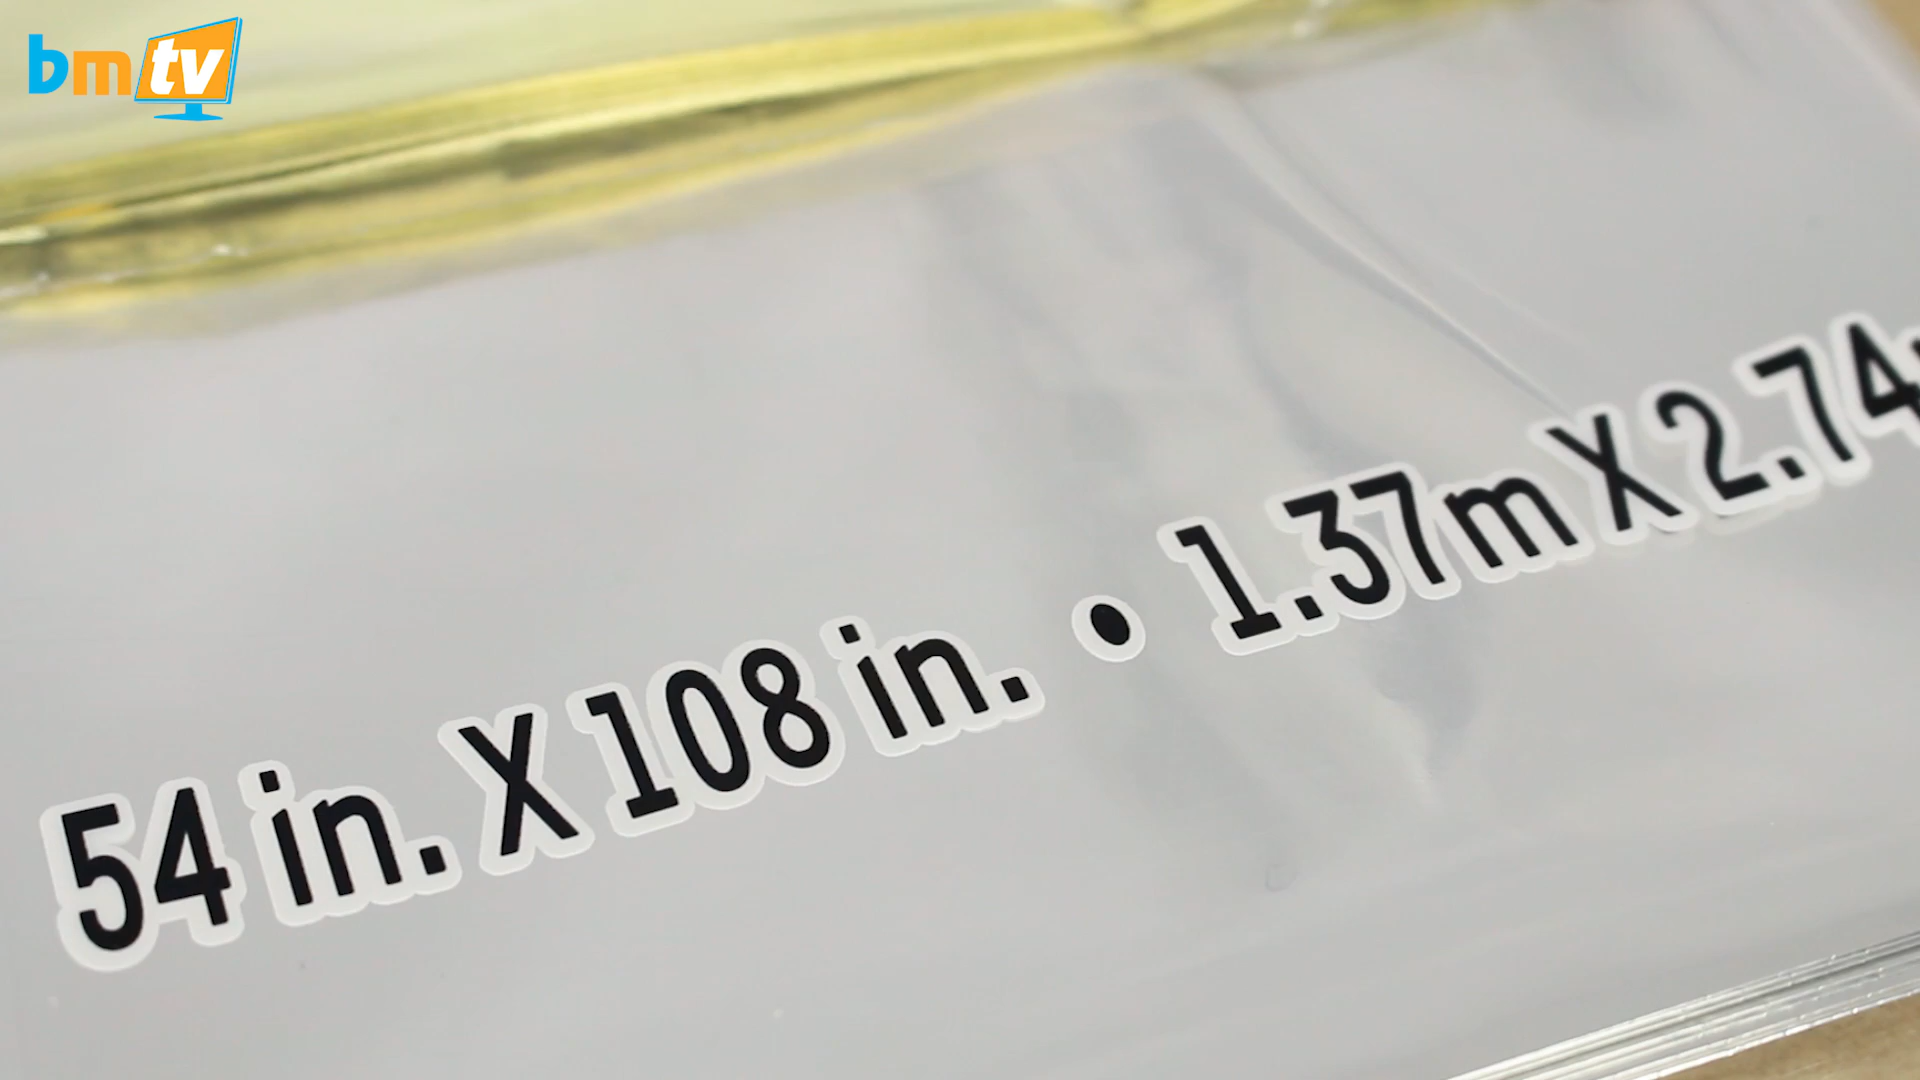 bmtv
54 in. X 108 in. • 1.37m X 2.74